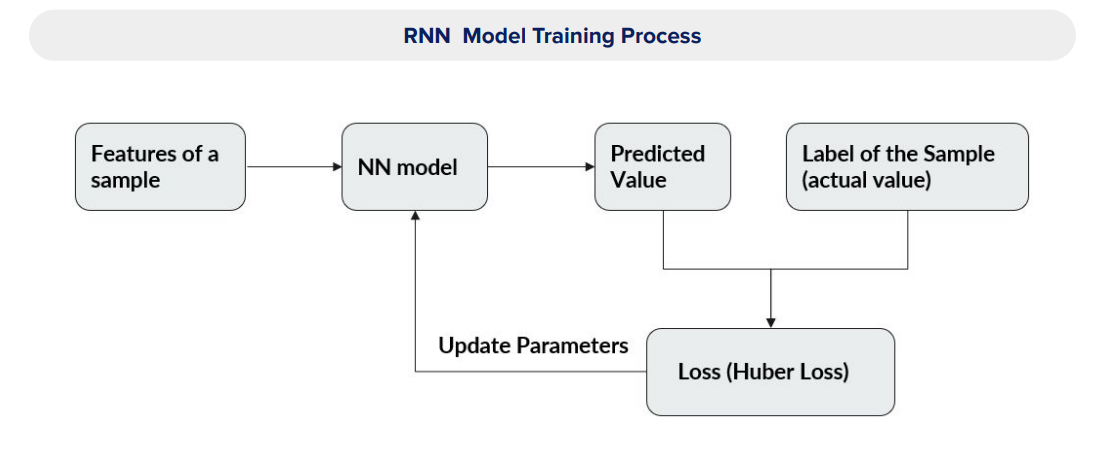 RNN  Model Training Process
Features of a
sample
NN model
Predicted
Value
Label of the Sample
(actual value)
Update Parameters
Loss (Huber Loss)